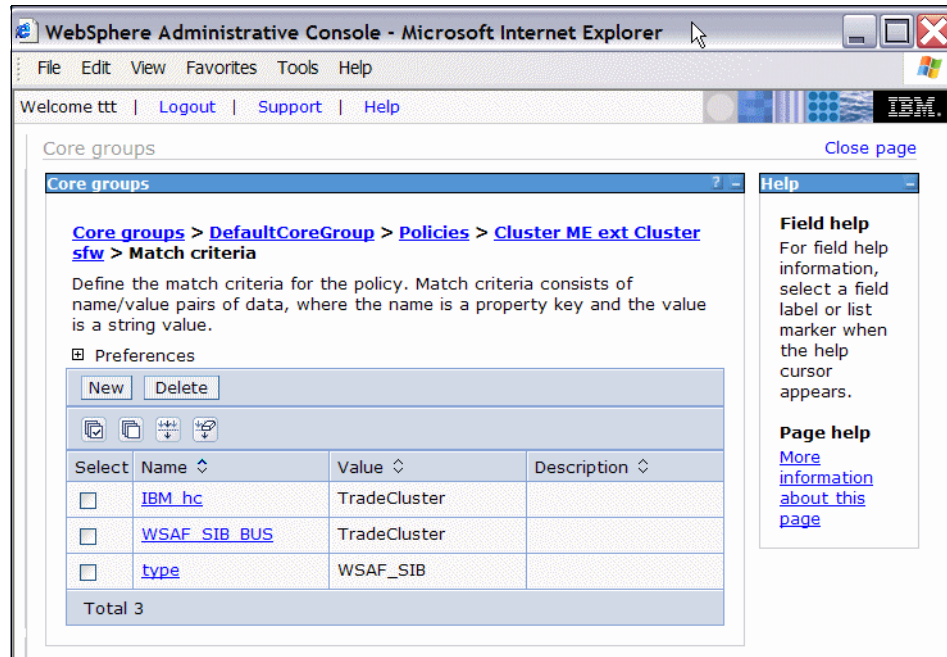 WebSphere Administrative Console - Microsoft Internet Explorer
File Edit View Favorites Tools Help
Welcome ttt | Logout | Support | Help
IBM.
Core groups
Close page
Core groups ? -
Core groups > DefaultCoreGroup > Policies > Cluster ME ext Cluster
sfw > Match criteria
Define the match criteria for the policy. Match criteria consists of
name/value pairs of data, where the name is a property key and the value
is a string value.
Preferences
New Delete
Select Name Value Description
IBM_hc TradeCluster
WSAF_SIB_BUS TradeCluster
type WSAF_SIB
Total 3
Help -
Field help
For field help
information,
select a field
label or list
marker when
the help
cursor
appears.
Page help
More
information
about this
page